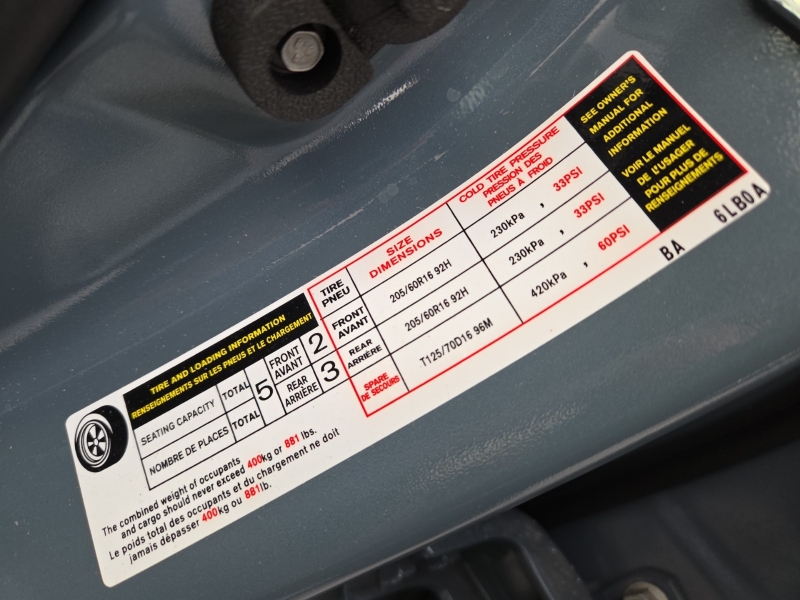 TIRE AND LOADING INFORMATION
RENSEIGNEMENTS SUR LES PNEUS ET LE CHARGEMENT
SEATING CAPACITY
NOMBRE DE PLACES
TOTAL
TOTAL
5
FRONT
AVANT
2
REAR
ARRIÈRE
3
The combined weight of occupants
and cargo should never exceed 400kg or 881 lbs.
Le poids total des occupants et du chargement ne doit
jamais dépasser 400kg ou 881lb.
TIRE
PNEU
SIZE
DIMENSIONS
COLD TIRE PRESSURE
PRESSION DES
PNEUS À FROID
FRONT
AVANT
205/60R16 92H
230kPa , 33PSI
REAR
ARRIÈRE
205/60R16 92H
230kPa , 33PSI
SPARE
DE SECOURS
T125/70D16 96M
420kPa , 60PSI
SEE OWNER'S
MANUAL FOR
ADDITIONAL
INFORMATION
VOIR LE MANUEL
DE L'USAGER
POUR PLUS DE
RENSEIGNEMENTS
BA 6LB0A